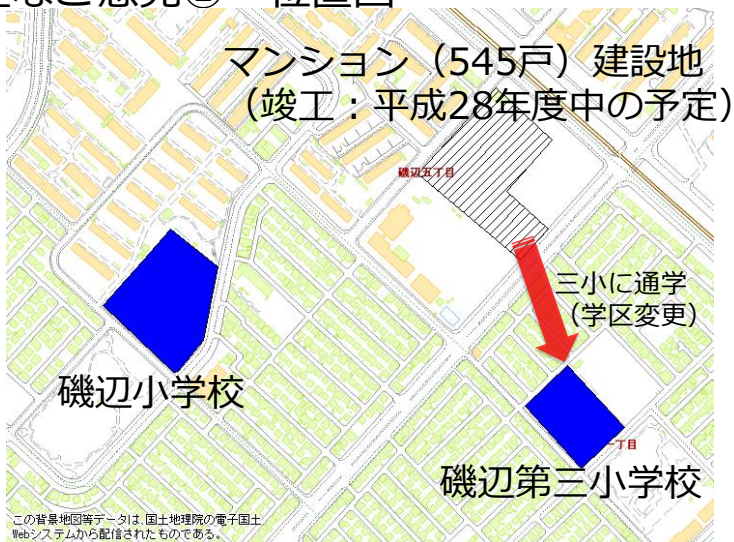 マンション（545戸）建設地
（竣工：平成28年度中の予定）
磯辺五丁目
三小に通学
（学区変更）
磯辺小学校
丁目
磯辺第三小学校
この背景地図等データは、国土地理院の電子国土
Webシステムから配信されたものである。